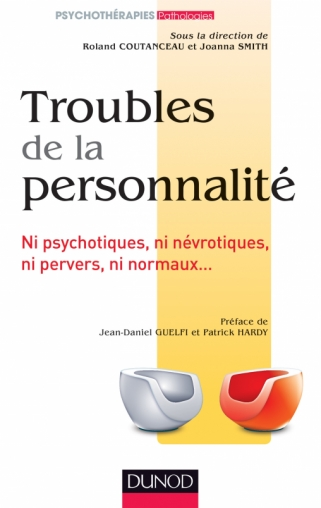 PSYCHOTHÉRAPIES Pathologies
Sous la direction de
Roland COUTANCEAU et Joanna SMITH
Troubles
de la
personnalité
Ni psychotiques, ni névrotiques,
ni pervers, ni normaux...
Préface de
Jean-Daniel GUELFI et Patrick HARDY
DUNOD